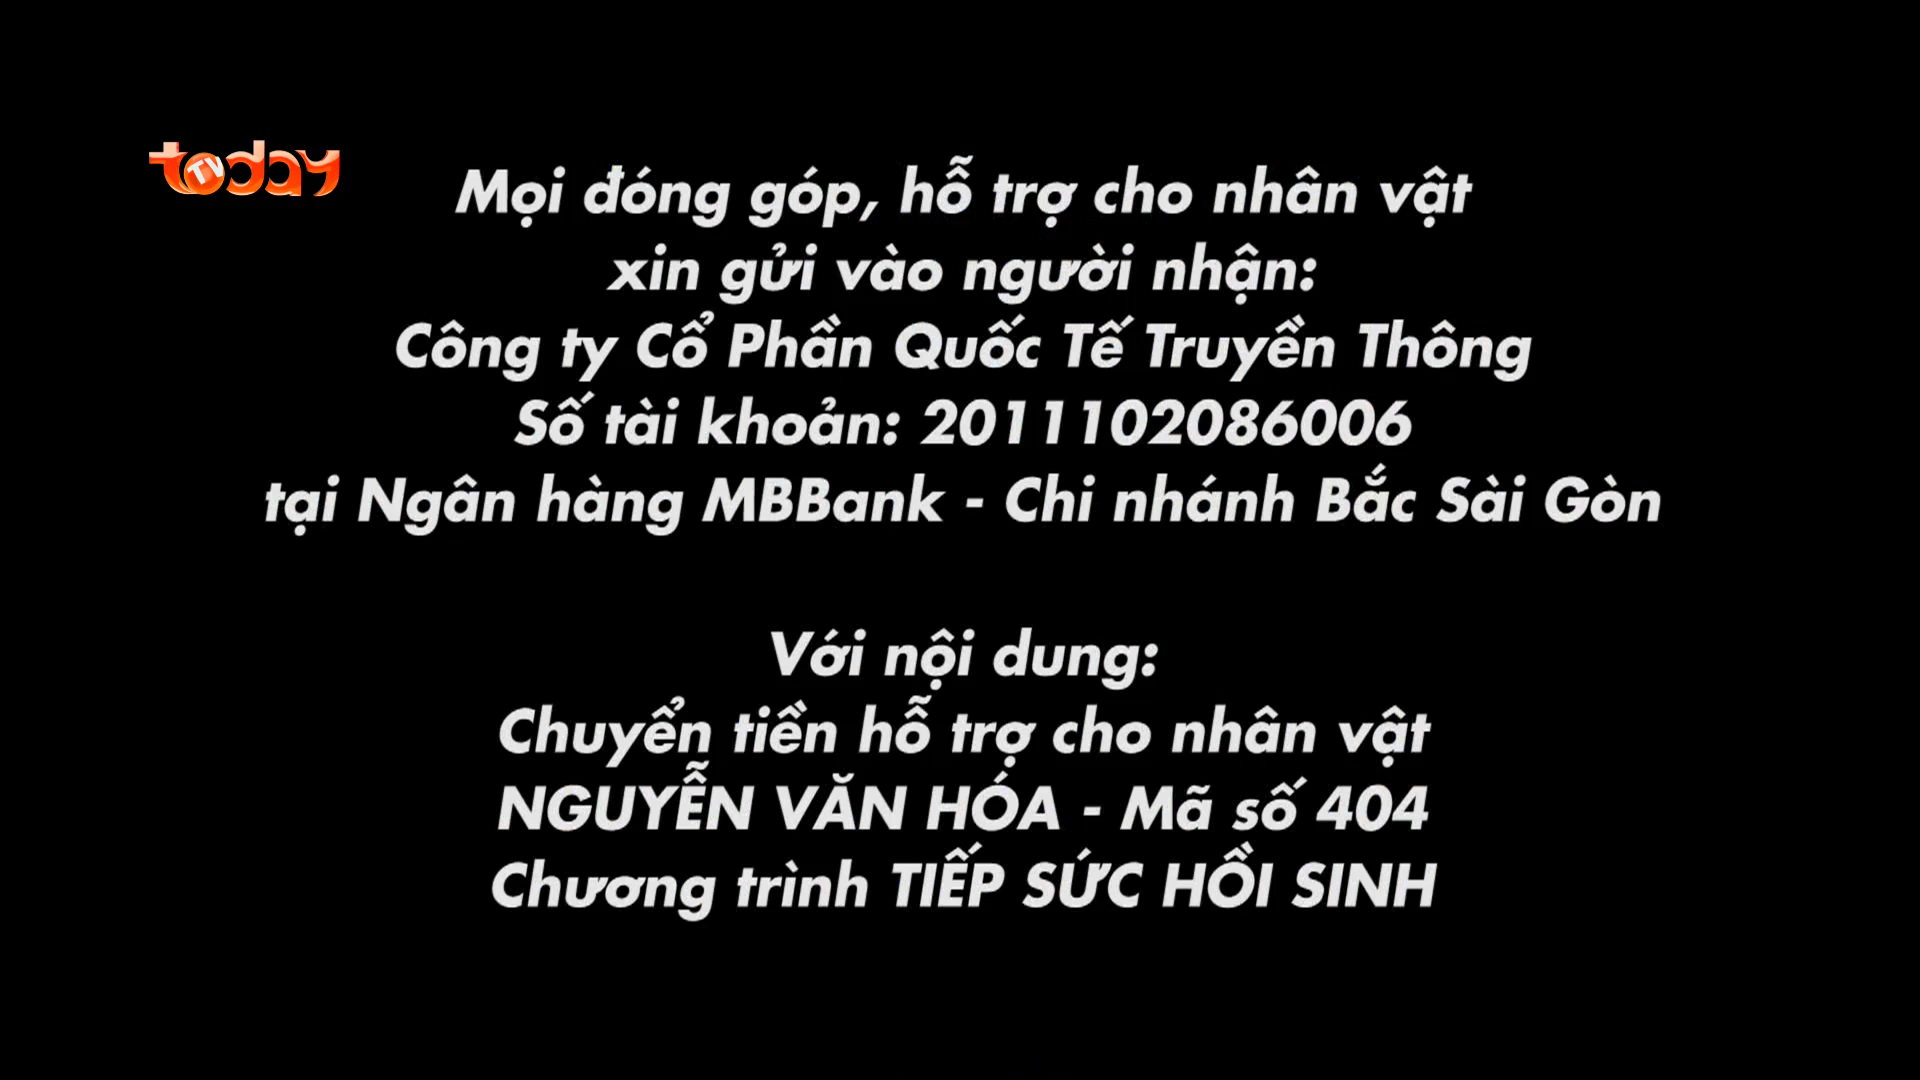 today TV
Mọi đóng góp, hỗ trợ cho nhân vật
xin gửi vào người nhận:
Công ty Cổ Phần Quốc Tế Truyền Thông
Số tài khoản: 2011102086006
tại Ngân hàng MBBank - Chi nhánh Bắc Sài Gòn
Với nội dung:
Chuyển tiền hỗ trợ cho nhân vật
NGUYỄN VĂN HÓA - Mã số 404
Chương trình TIẾP SỨC HỒI SINH